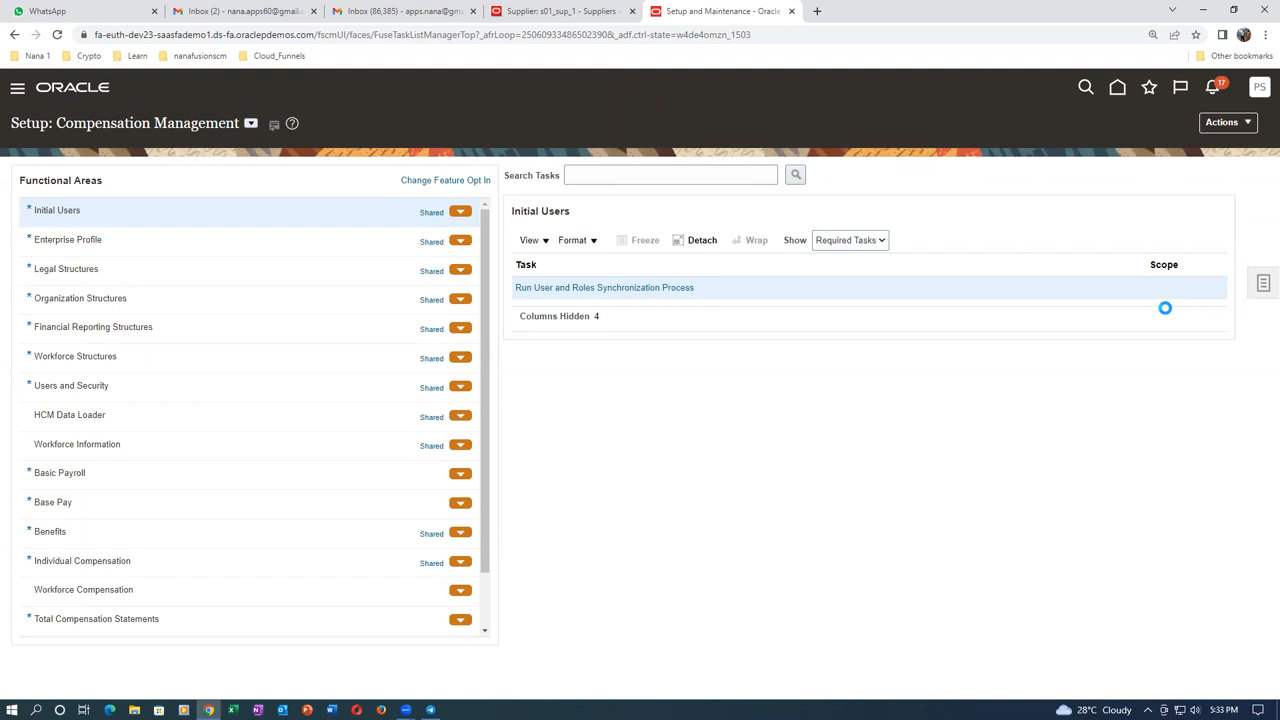 WhatsApp
Inbox (2) - nana.apps60@gmail.c
Inbox (86,385) - apps.nana@gma
Supplier: s01_sup_1 - Suppliers -
Setup and Maintenance - Oracle
fa-euth-dev23-saasfademo1.ds-fa.oraclepdemos.com/fscmUI/faces/FuseTaskListManagerTop?_afrLoop=25060933486502390&_adf.ctrl-state=w4de4omzn_1503
Nana 1
Crypto
Learn
nanafusionscm
Cloud_Funnels
Other bookmarks
ORACLE
17
PS
Setup: Compensation Management
Actions
Functional Areas
Change Feature Opt In
* Initial Users Shared
* Enterprise Profile Shared
* Legal Structures Shared
* Organization Structures Shared
* Financial Reporting Structures Shared
* Workforce Structures Shared
* Users and Security Shared
HCM Data Loader Shared
Workforce Information Shared
* Basic Payroll
* Base Pay
* Benefits Shared
* Individual Compensation Shared
Workforce Compensation
* Total Compensation Statements
Search Tasks
Initial Users
View Format Freeze Detach Wrap Show Required Tasks
Task Scope
Run User and Roles Synchronization Process
Columns Hidden 4
28°C Cloudy
5:33 PM